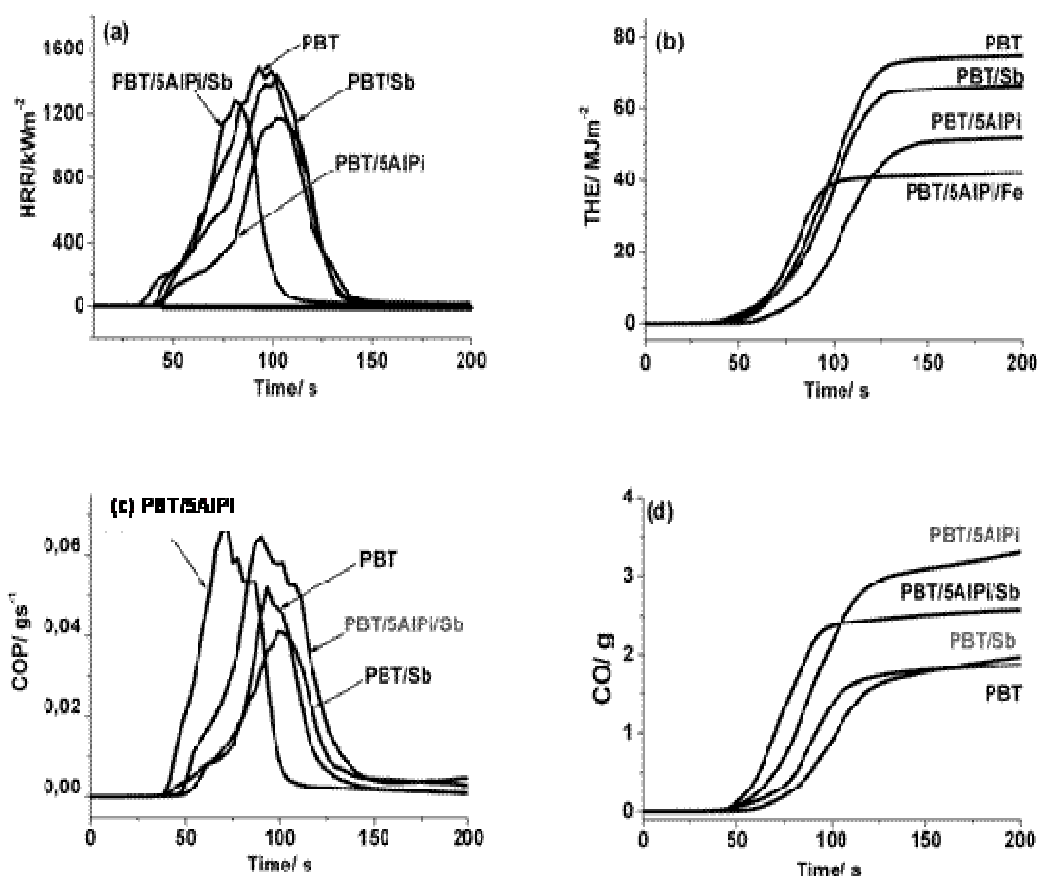 (a)
PBT
PBT/5AlPi/Sb
PBT/Sb
PBT/5AlPi
HRR/kWm-2
1600
1200
800
400
0
50
100
150
200
Time/ s
(b)
PBT
PBT/Sb
PBT/5AlPi
PBT/5AlPi/Fe
THE/ MJm-2
80
60
40
20
0
0
50
100
150
200
Time/ s
(c) PBT/5AlPi
PBT
PBT/5AlPi/Sb
PBT/Sb
COP/ gs-1
0,06
0,04
0,02
0,00
0
50
100
150
200
Time/ s
(d)
PBT/5AlPi
PBT/5AlPi/Sb
PBT/Sb
PBT
CO/ g
4
3
2
1
0
0
50
100
150
200
Time/ s